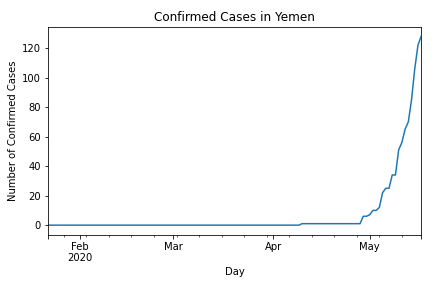 Confirmed Cases in Yemen
Number of Confirmed Cases
120
100
80
60
40
20
0
Feb
2020
Mar
Apr
May
Day